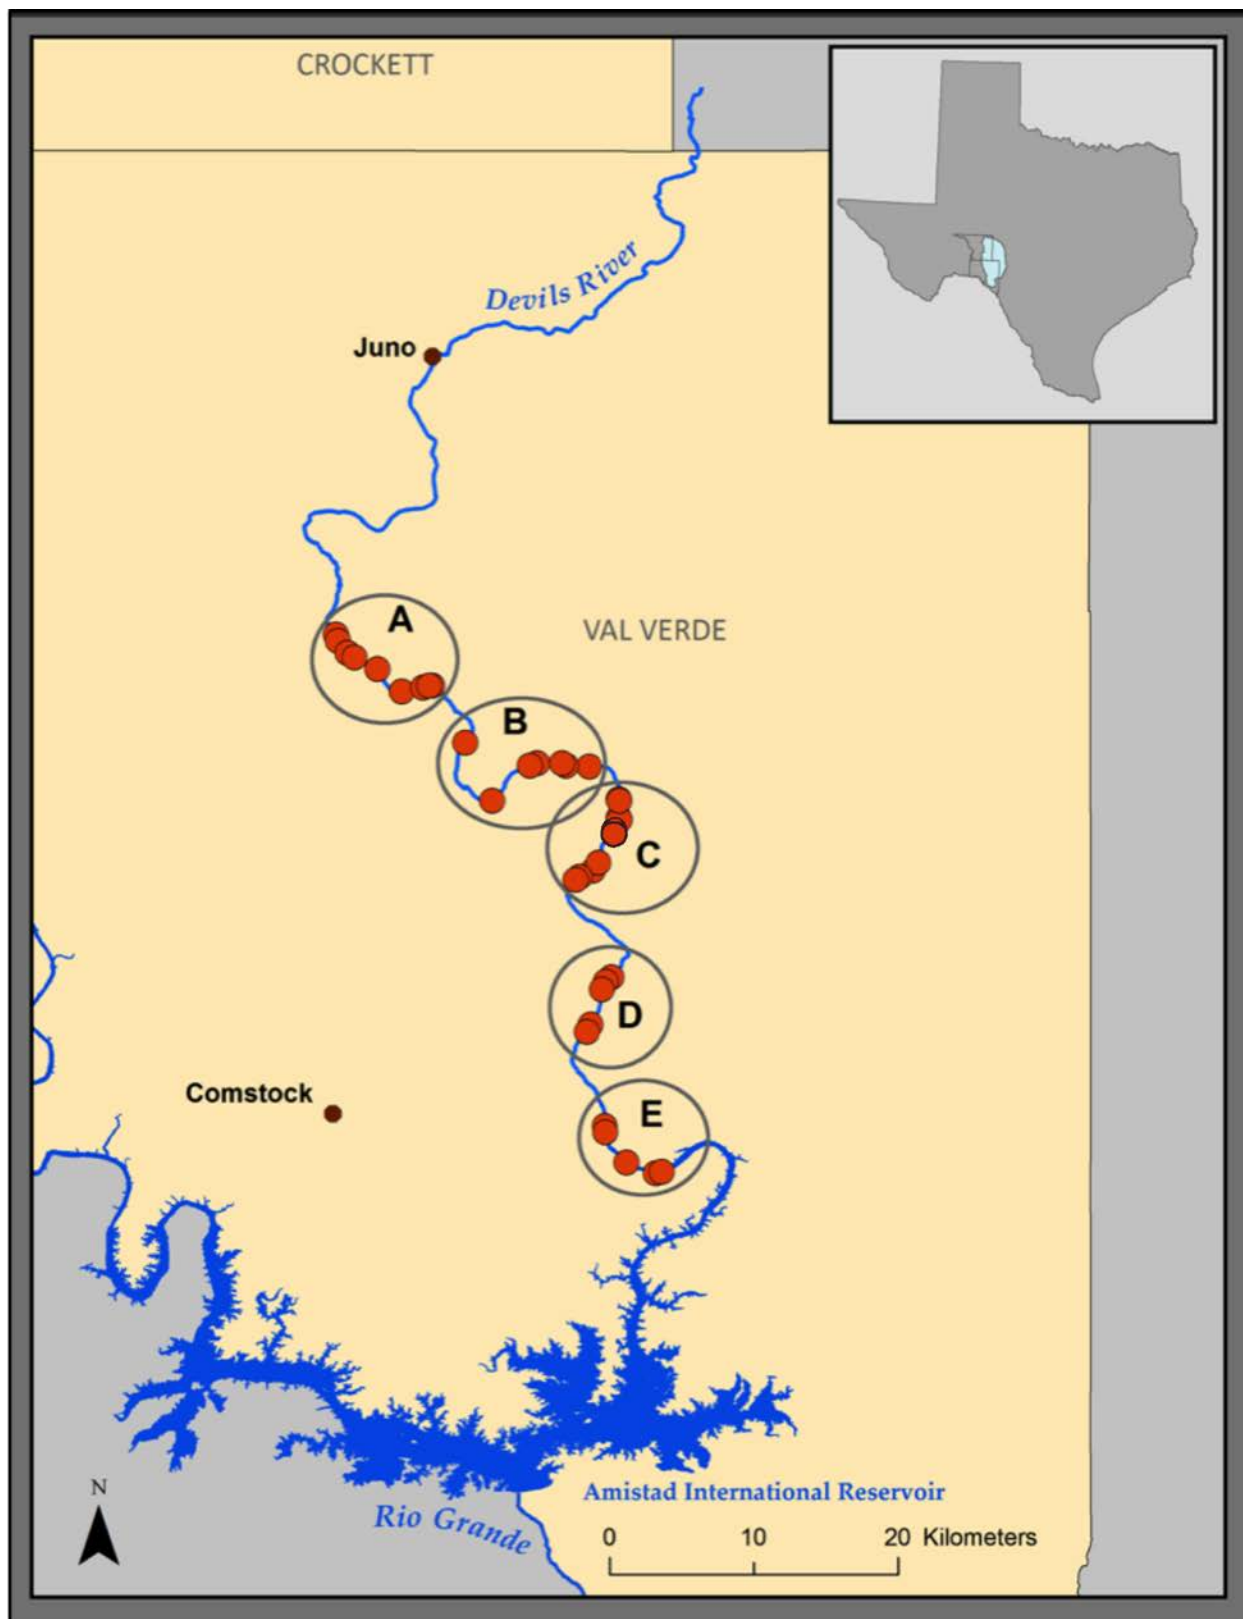 CROCKETT
Devils River
Juno
A
VAL VERDE
B
C
D
Comstock
E
N
Amistad International Reservoir
Rio Grande
0 10 20 Kilometers